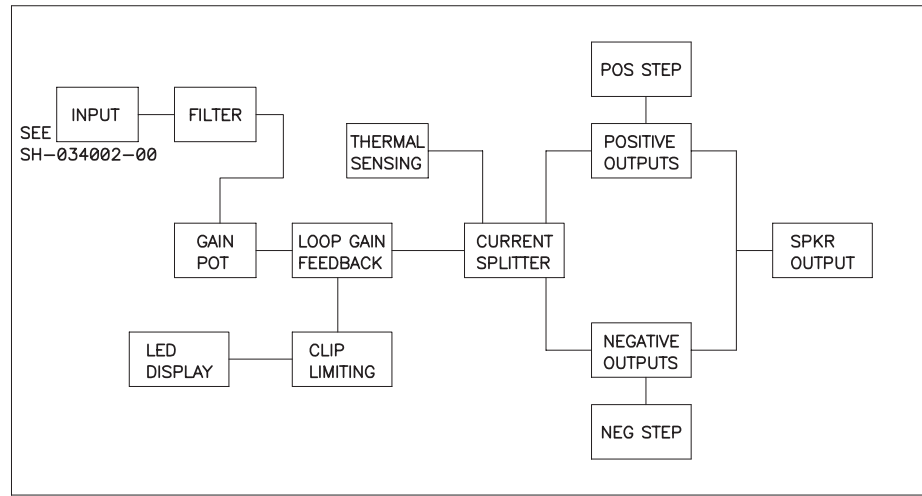 POS STEP
INPUT
FILTER
SEE
SH-034002-00
THERMAL
SENSING
POSITIVE
OUTPUTS
GAIN
POT
LOOP GAIN
FEEDBACK
CURRENT
SPLITTER
SPKR
OUTPUT
LED
DISPLAY
CLIP
LIMITING
NEGATIVE
OUTPUTS
NEG STEP